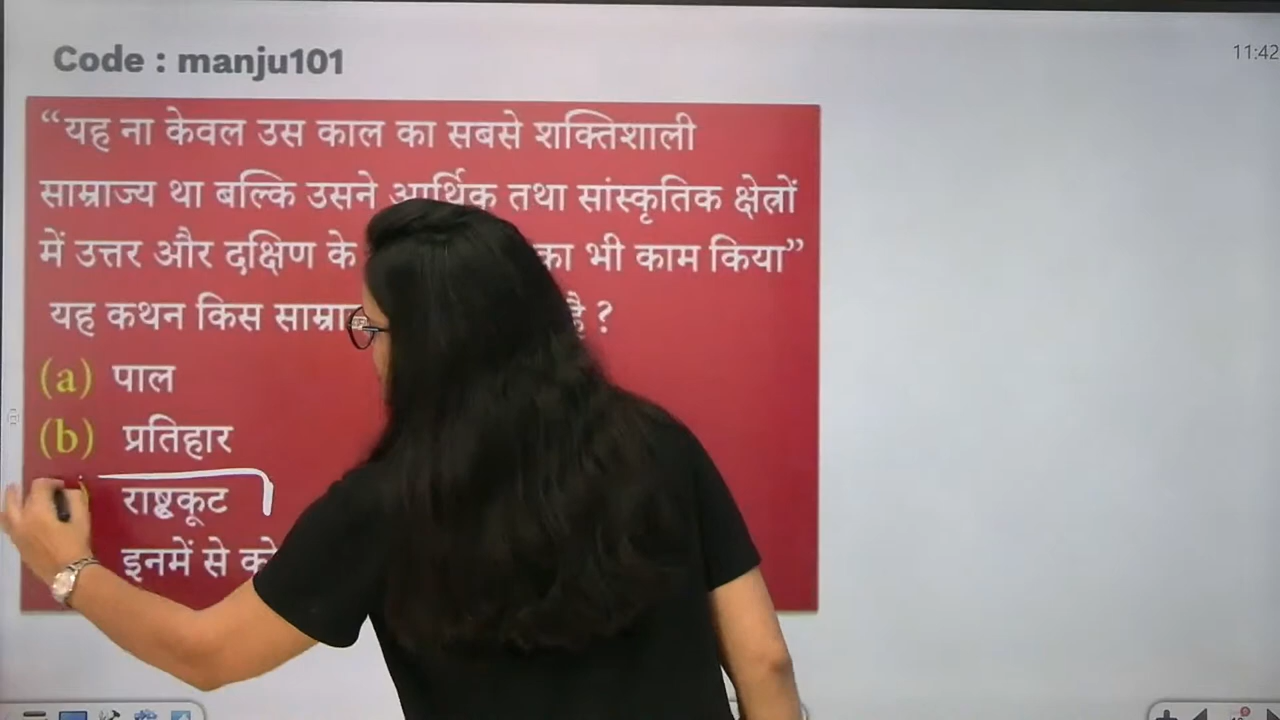 Code : manju101
11:42
“यह ना केवल उस काल का सबसे शक्तिशाली
साम्राज्य था बल्कि उसने आर्थिक तथा सांस्कृतिक क्षेत्रों
में उत्तर और दक्षिण के का भी काम किया”
यह कथन किस है ?
(a) पाल
(b) प्रतिहार
राष्ट्रकूट
इनमें से